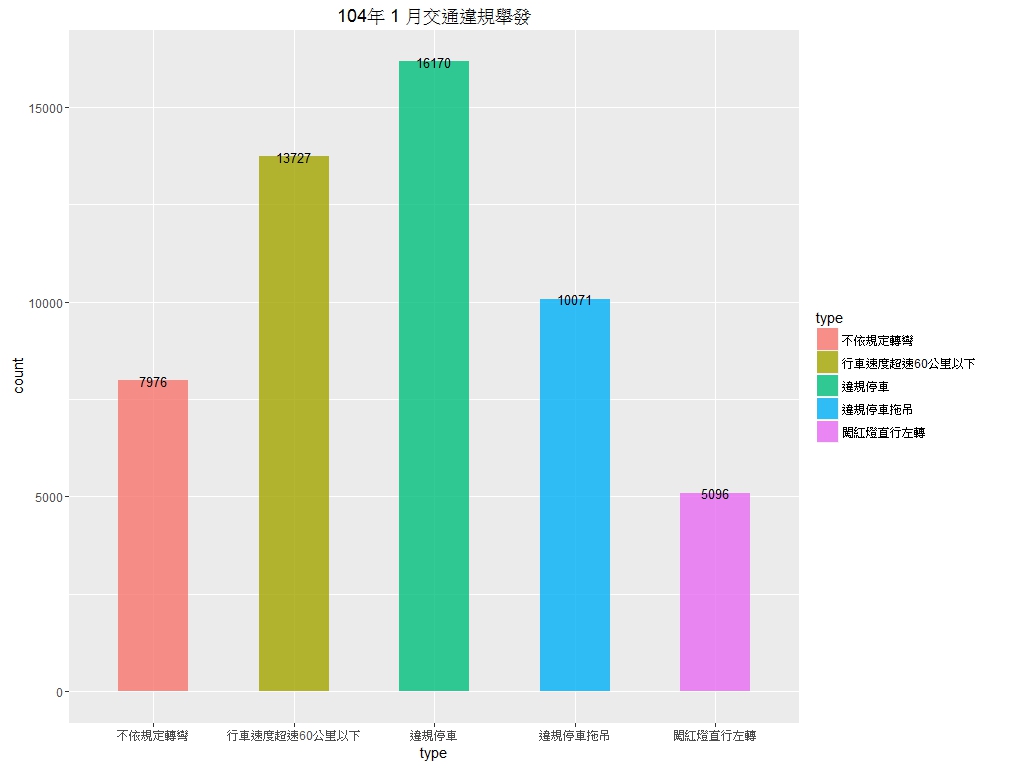 104年 1 月交通違規舉發
count
15000
10000
5000
0
7976
13727
16170
10071
5096
不依規定轉彎
行車速度超速60公里以下
違規停車
違規停車拖吊
闖紅燈直行左轉
type
type
不依規定轉彎
行車速度超速60公里以下
違規停車
違規停車拖吊
闖紅燈直行左轉